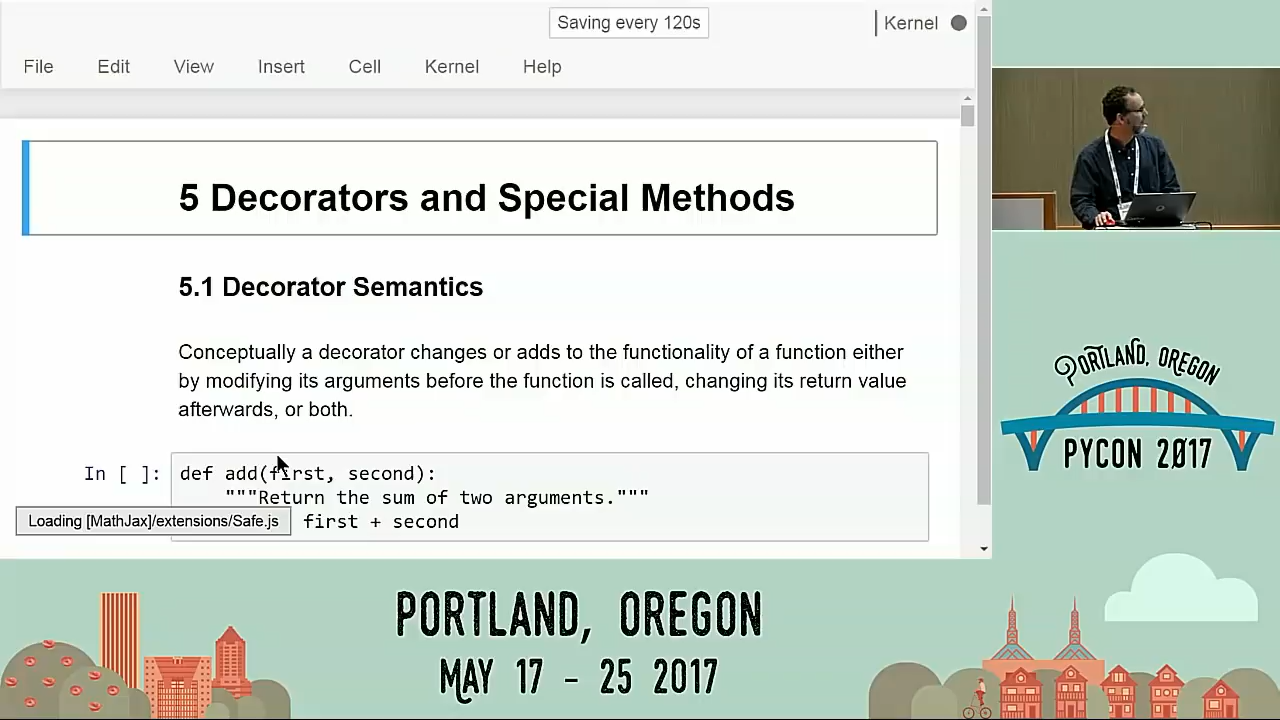 Saving every 120s
Kernel
File Edit View Insert Cell Kernel Help
5 Decorators and Special Methods
5.1 Decorator Semantics
Conceptually a decorator changes or adds to the functionality of a function either
by modifying its arguments before the function is called, changing its return value
afterwards, or both.
In [ ]: def add(first, second):
"""Return the sum of two arguments."""
Loading [MathJax]/extensions/Safe.js first + second
PORTLAND, OREGON
PYCON 2017
PORTLAND, OREGON
MAY 17 - 25 2017